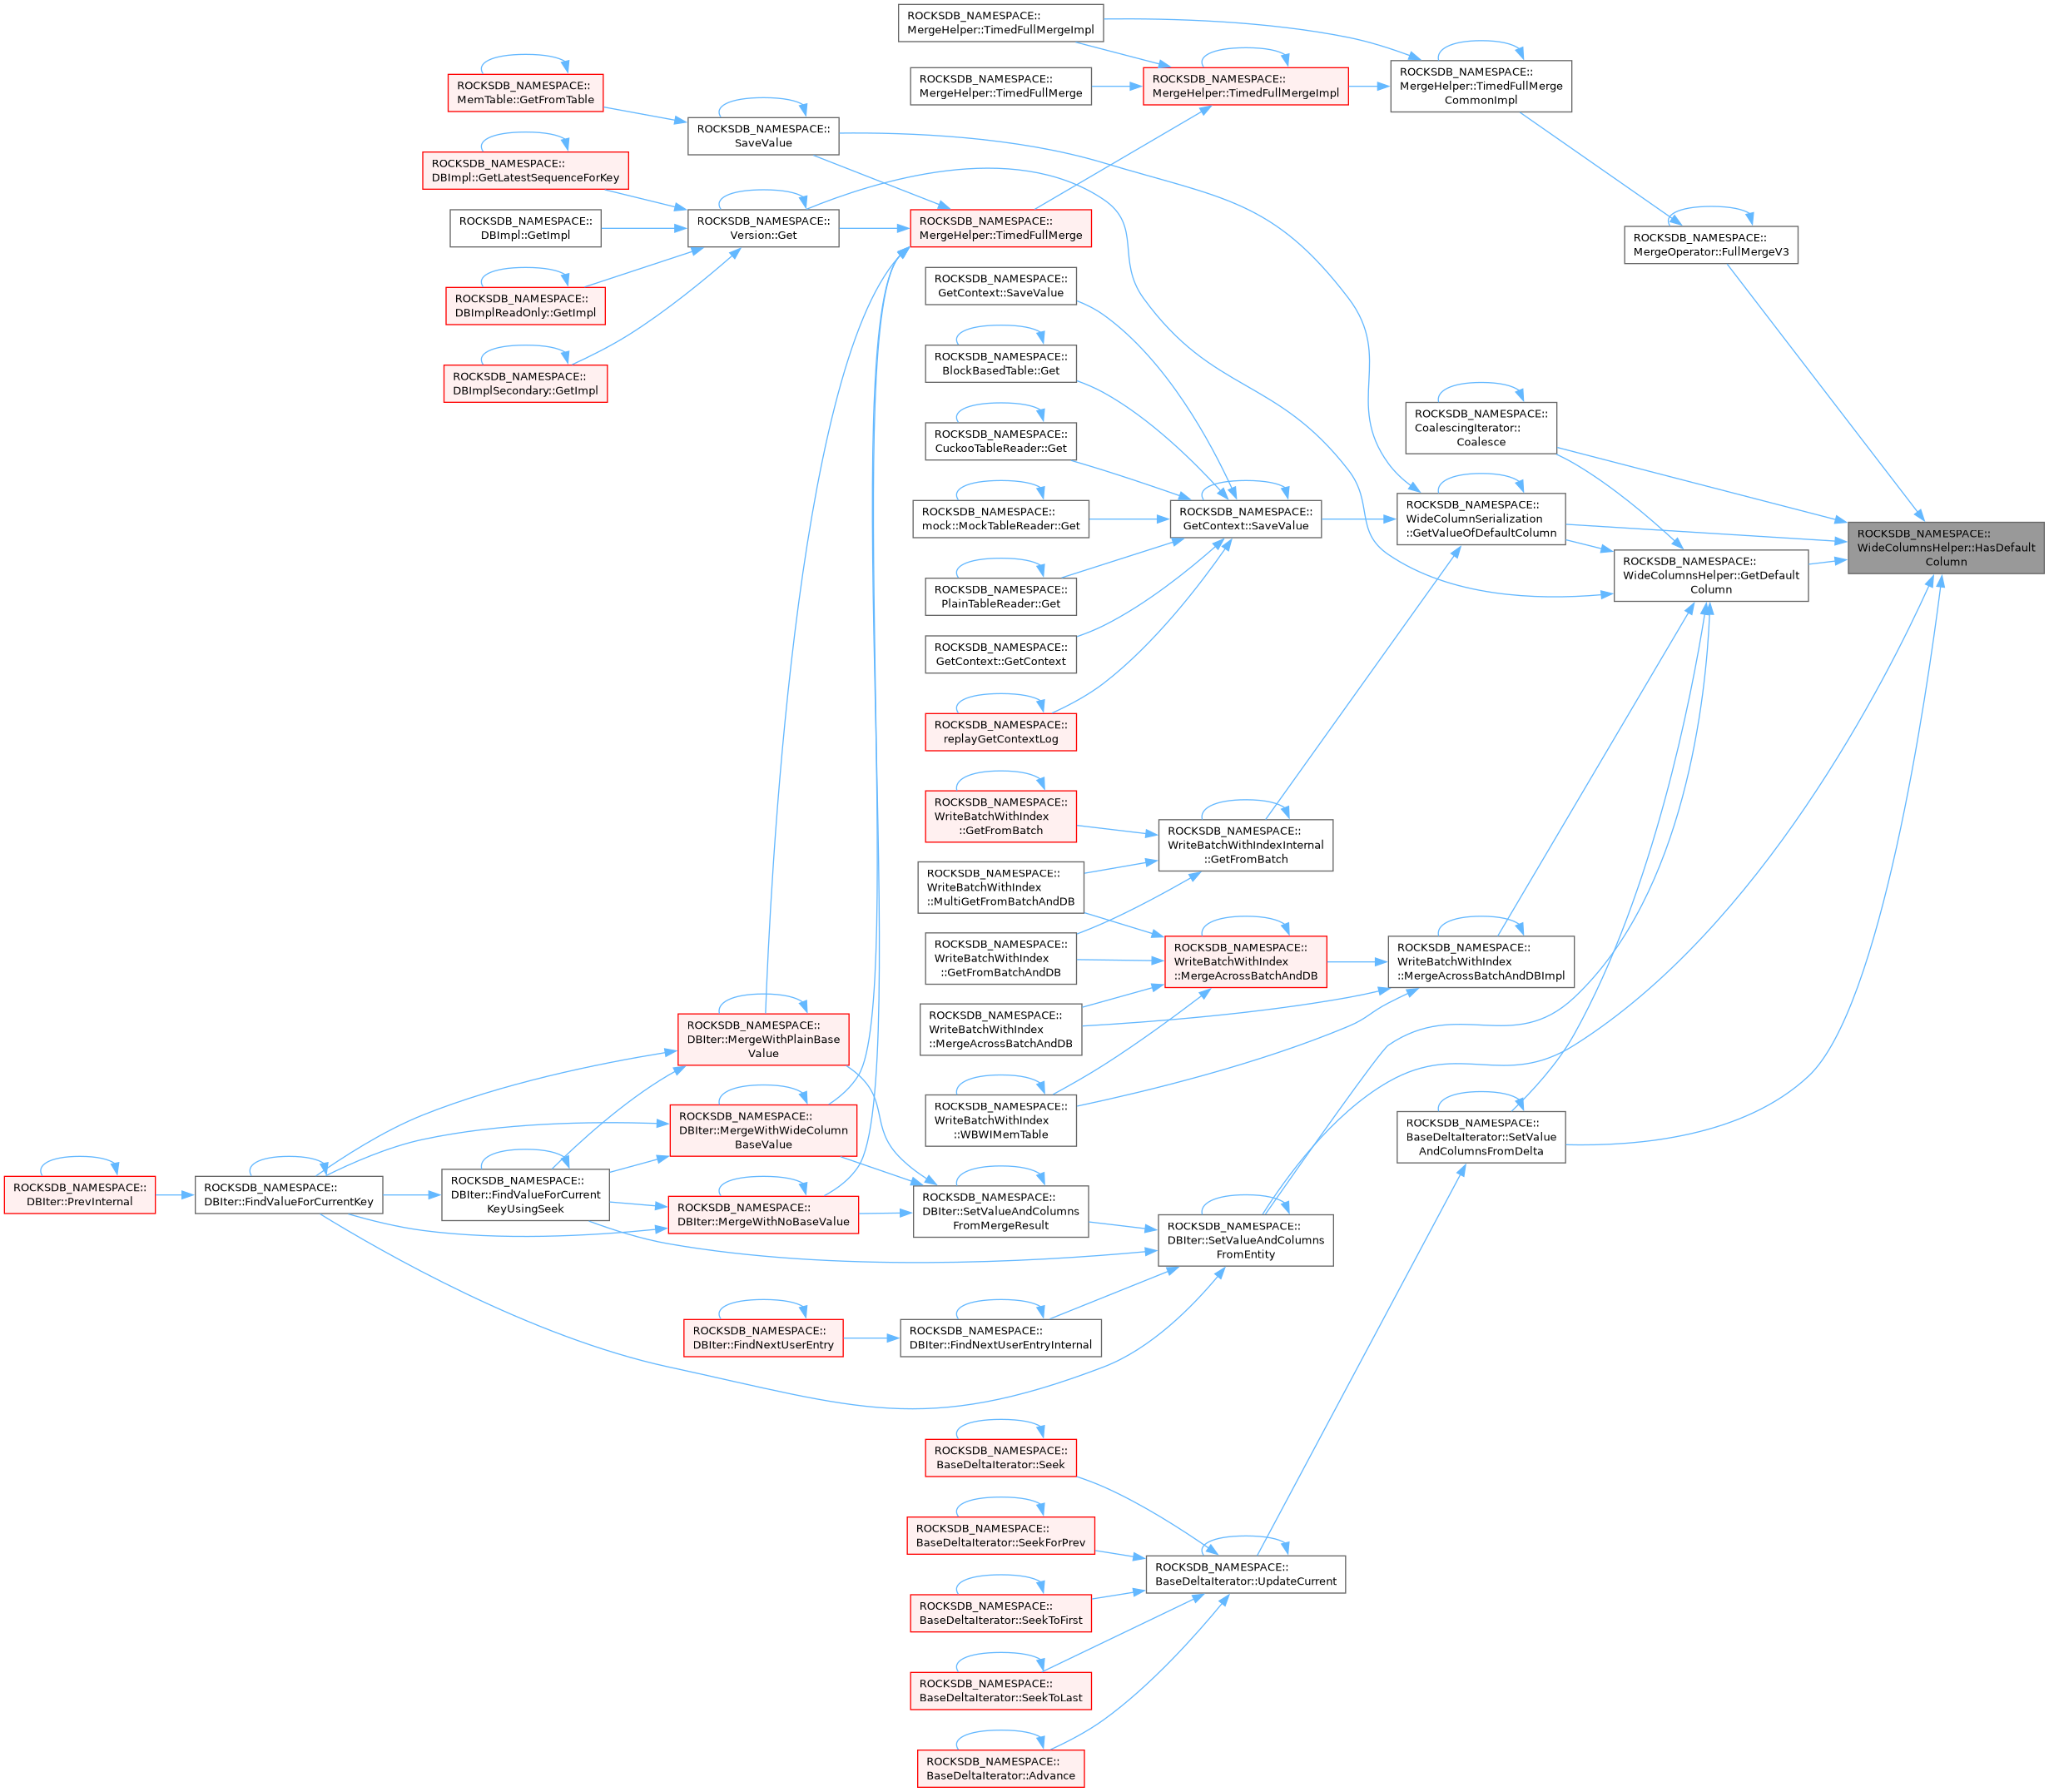 ROCKSDB_NAMESPACE::
MergeHelper::TimedFullMergeImpl
ROCKSDB_NAMESPACE::
MemTable::GetFromTable
ROCKSDB_NAMESPACE::
MergeHelper::TimedFullMerge
ROCKSDB_NAMESPACE::
MergeHelper::TimedFullMergeImpl
ROCKSDB_NAMESPACE::
MergeHelper::TimedFullMerge
CommonImpl
ROCKSDB_NAMESPACE::
SaveValue
ROCKSDB_NAMESPACE::
DBImpl::GetLatestSequenceForKey
ROCKSDB_NAMESPACE::
DBImpl::GetImpl
ROCKSDB_NAMESPACE::
Version::Get
ROCKSDB_NAMESPACE::
MergeHelper::TimedFullMerge
ROCKSDB_NAMESPACE::
MergeOperator::FullMergeV3
ROCKSDB_NAMESPACE::
DBImplReadOnly::GetImpl
ROCKSDB_NAMESPACE::
GetContext::SaveValue
ROCKSDB_NAMESPACE::
DBImplSecondary::GetImpl
ROCKSDB_NAMESPACE::
BlockBasedTable::Get
ROCKSDB_NAMESPACE::
CuckooTableReader::Get
ROCKSDB_NAMESPACE::
CoalescingIterator::
Coalesce
ROCKSDB_NAMESPACE::
mock::MockTableReader::Get
ROCKSDB_NAMESPACE::
GetContext::SaveValue
ROCKSDB_NAMESPACE::
WideColumnSerialization
::GetValueOfDefaultColumn
ROCKSDB_NAMESPACE::
WideColumnsHelper::HasDefault
Column
ROCKSDB_NAMESPACE::
WideColumnsHelper::GetDefault
Column
ROCKSDB_NAMESPACE::
PlainTableReader::Get
ROCKSDB_NAMESPACE::
GetContext::GetContext
ROCKSDB_NAMESPACE::
replayGetContextLog
ROCKSDB_NAMESPACE::
WriteBatchWithIndex
::GetFromBatch
ROCKSDB_NAMESPACE::
WriteBatchWithIndexInternal
::GetFromBatch
ROCKSDB_NAMESPACE::
WriteBatchWithIndex
::MultiGetFromBatchAndDB
ROCKSDB_NAMESPACE::
WriteBatchWithIndex
::GetFromBatchAndDB
ROCKSDB_NAMESPACE::
WriteBatchWithIndex
::MergeAcrossBatchAndDB
ROCKSDB_NAMESPACE::
WriteBatchWithIndex
::MergeAcrossBatchAndDBImpl
ROCKSDB_NAMESPACE::
WriteBatchWithIndex
::MergeAcrossBatchAndDB
ROCKSDB_NAMESPACE::
DBIter::MergeWithPlainBase
Value
ROCKSDB_NAMESPACE::
WriteBatchWithIndex
::WBWIMemTable
ROCKSDB_NAMESPACE::
DBIter::MergeWithWideColumn
BaseValue
ROCKSDB_NAMESPACE::
BaseDeltaIterator::SetValue
AndColumnsFromDelta
ROCKSDB_NAMESPACE::
DBIter::PrevInternal
ROCKSDB_NAMESPACE::
DBIter::FindValueForCurrentKey
ROCKSDB_NAMESPACE::
DBIter::FindValueForCurrent
KeyUsingSeek
ROCKSDB_NAMESPACE::
DBIter::MergeWithNoBaseValue
ROCKSDB_NAMESPACE::
DBIter::SetValueAndColumns
FromMergeResult
ROCKSDB_NAMESPACE::
DBIter::SetValueAndColumns
FromEntity
ROCKSDB_NAMESPACE::
DBIter::FindNextUserEntry
ROCKSDB_NAMESPACE::
DBIter::FindNextUserEntryInternal
ROCKSDB_NAMESPACE::
BaseDeltaIterator::Seek
ROCKSDB_NAMESPACE::
BaseDeltaIterator::SeekForPrev
ROCKSDB_NAMESPACE::
BaseDeltaIterator::UpdateCurrent
ROCKSDB_NAMESPACE::
BaseDeltaIterator::SeekToFirst
ROCKSDB_NAMESPACE::
BaseDeltaIterator::SeekToLast
ROCKSDB_NAMESPACE::
BaseDeltaIterator::Advance